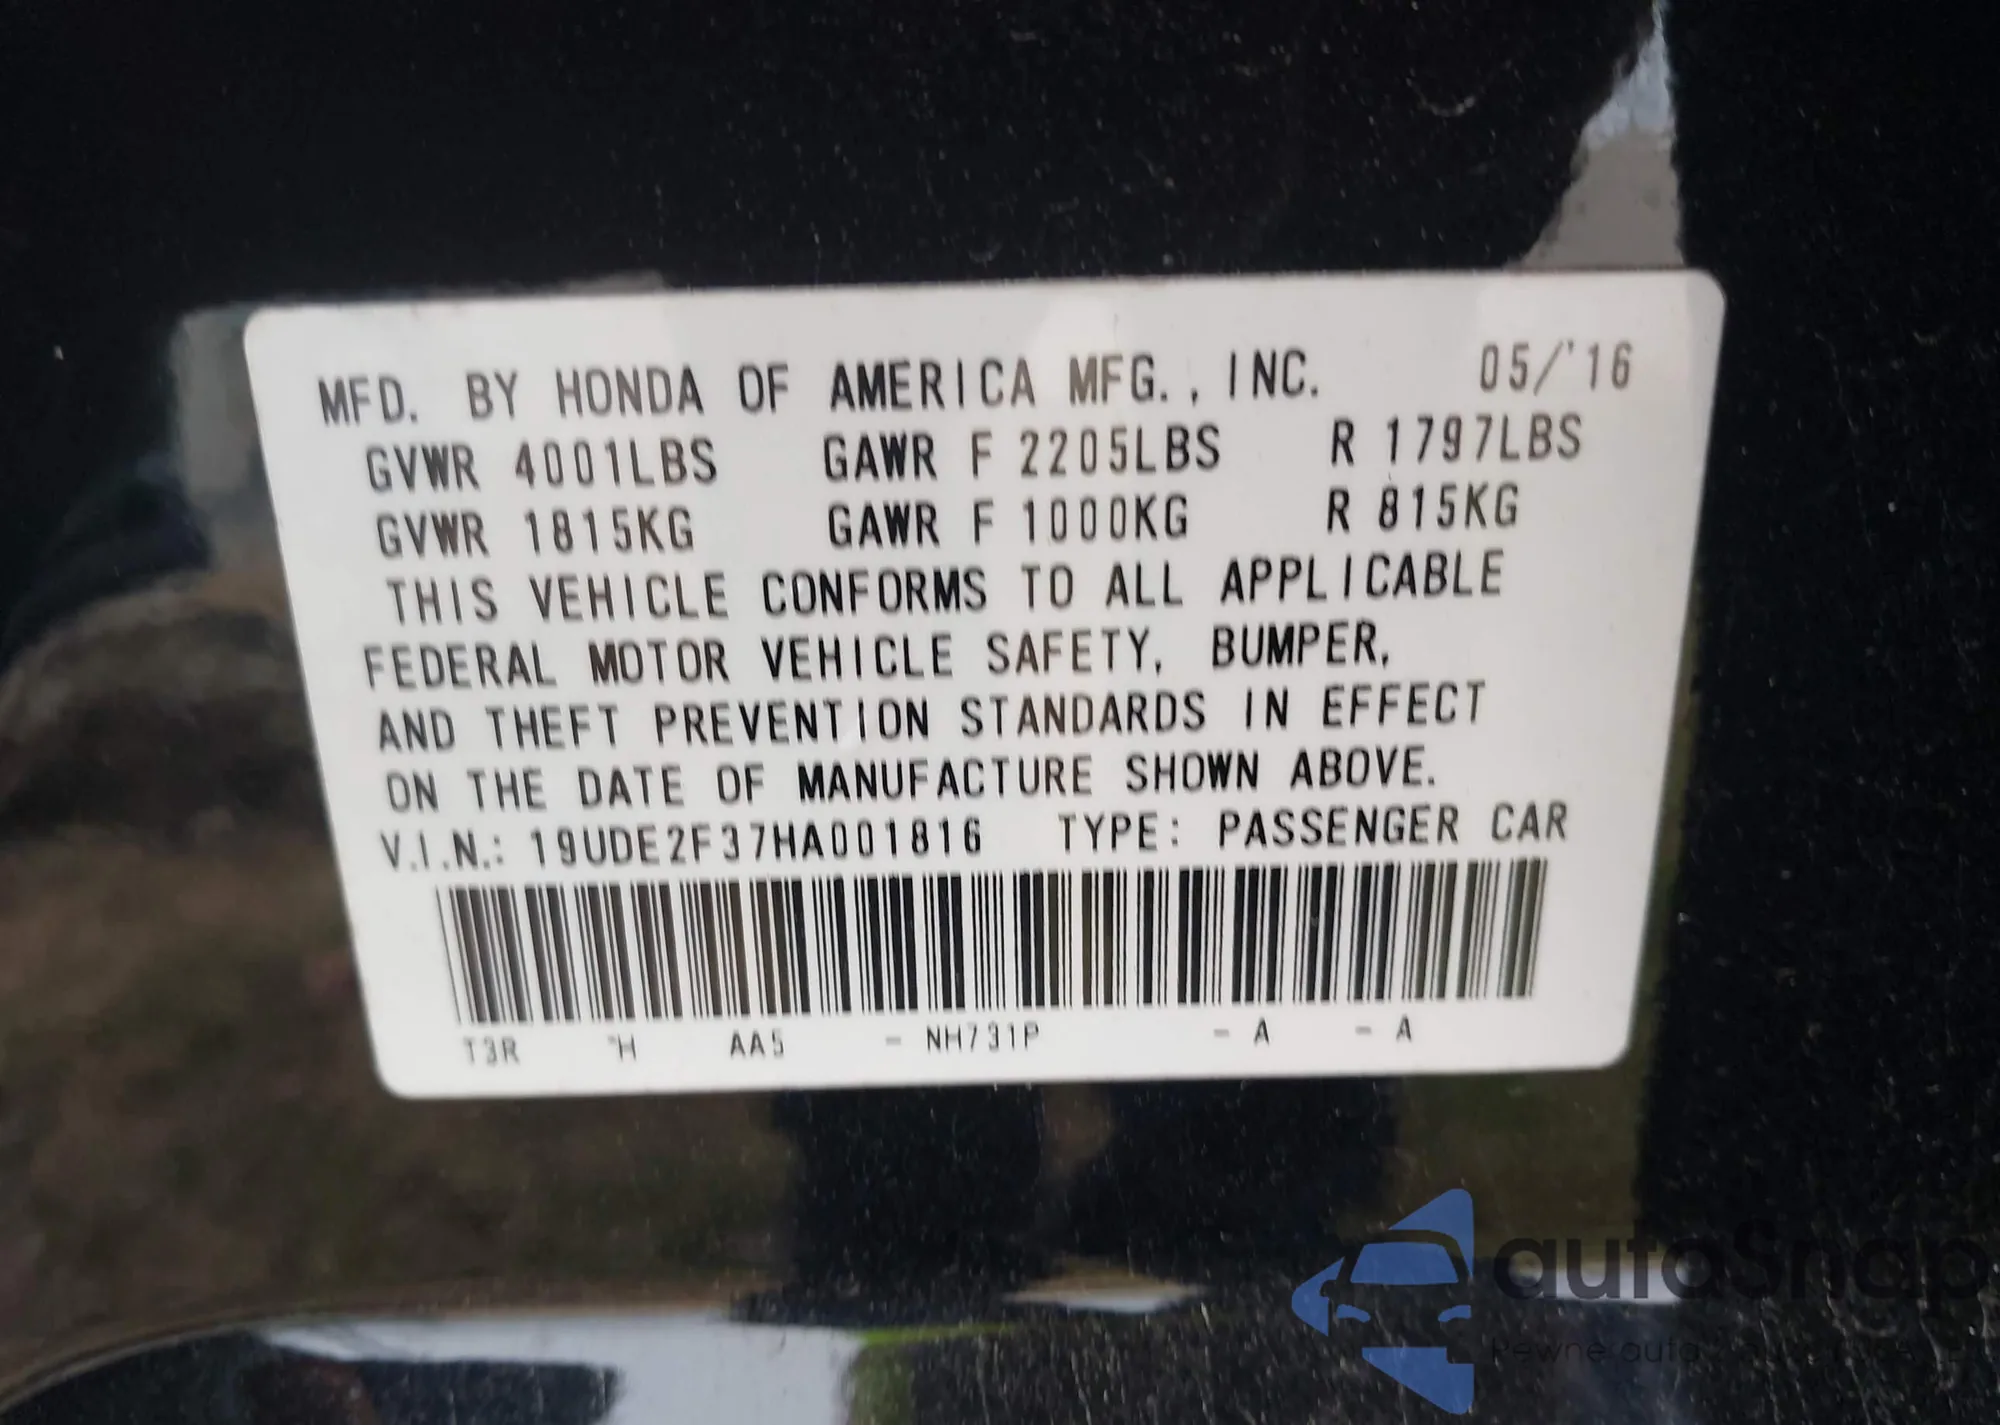 MFD. BY HONDA OF AMERICA MFG., INC. 05/'16
GVWR 4001LBS GAWR F 2205LBS R 1797LBS
GVWR 1815KG GAWR F 1000KG R 815KG
THIS VEHICLE CONFORMS TO ALL APPLICABLE
FEDERAL MOTOR VEHICLE SAFETY, BUMPER,
AND THEFT PREVENTION STANDARDS IN EFFECT
ON THE DATE OF MANUFACTURE SHOWN ABOVE.
V.I.N.: 19UDE2F37HA001816 TYPE: PASSENGER CAR
T3R H AA5 - NH731P - A - A
autoSnap
Pewne auto